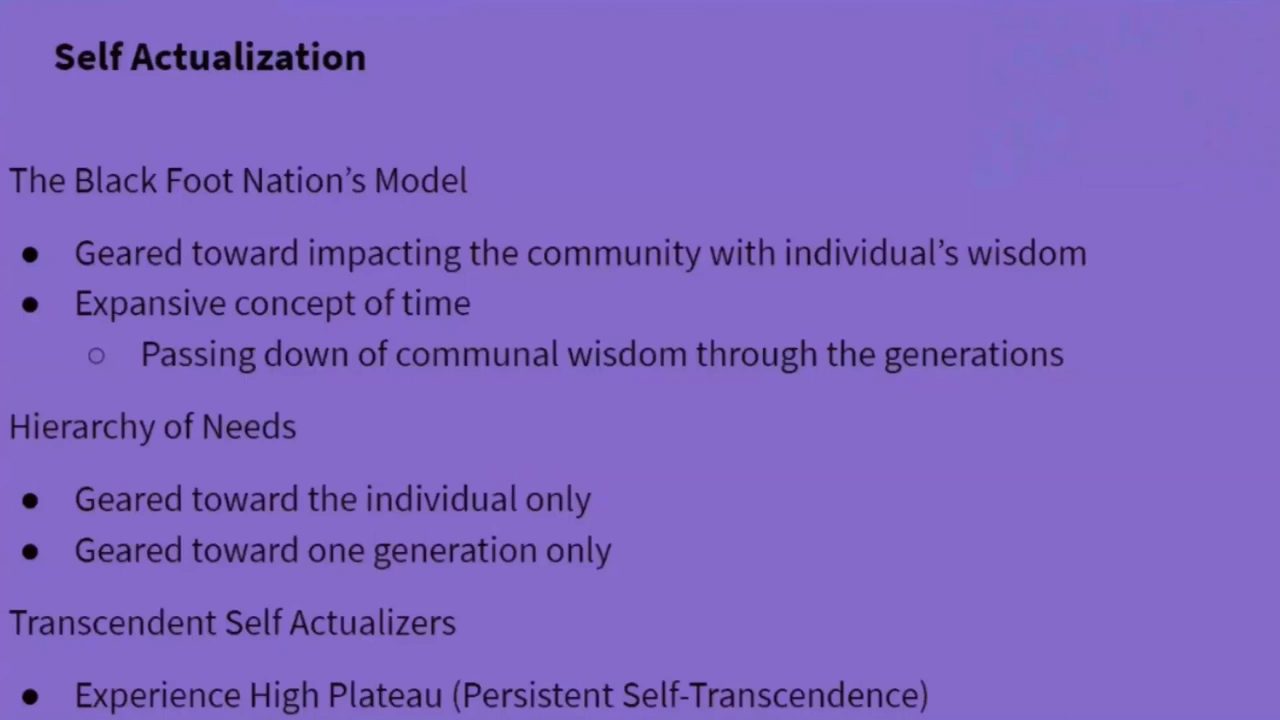 Self Actualization
The Black Foot Nation’s Model
● Geared toward impacting the community with individual’s wisdom
● Expansive concept of time
○ Passing down of communal wisdom through the generations
Hierarchy of Needs
● Geared toward the individual only
● Geared toward one generation only
Transcendent Self Actualizers
● Experience High Plateau (Persistent Self-Transcendence)